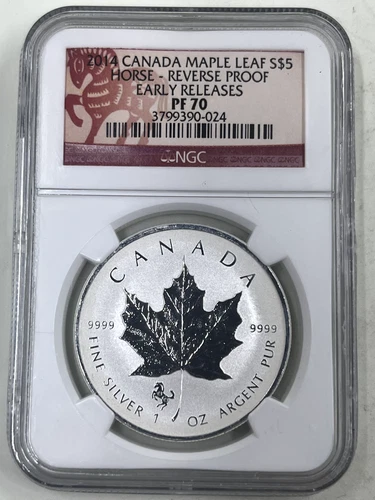 2014 CANADA MAPLE LEAF S$5
HORSE - REVERSE PROOF
EARLY RELEASES
PF 70
3799390-024
NGC
CANADA
9999 9999
FINE SILVER 1 OZ ARGENT PUR